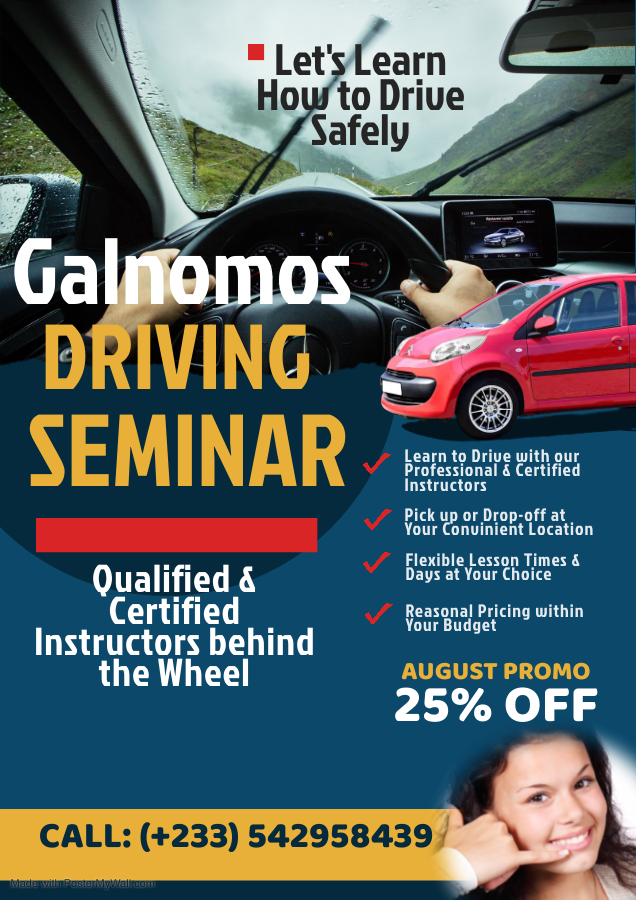 Let's Learn
How to Drive
Safely
Galnomos
DRIVING
SEMINAR
Qualified &
Certified
Instructors behind
the Wheel
Learn to Drive with our
Professional & Certified
Instructors
Pick up or Drop-off at
Your Convinient Location
Flexible Lesson Times &
Days at Your Choice
Reasonal Pricing within
Your Budget
AUGUST PROMO
25% OFF
CALL: (+233) 542958439
Made with PosterMyWall.com